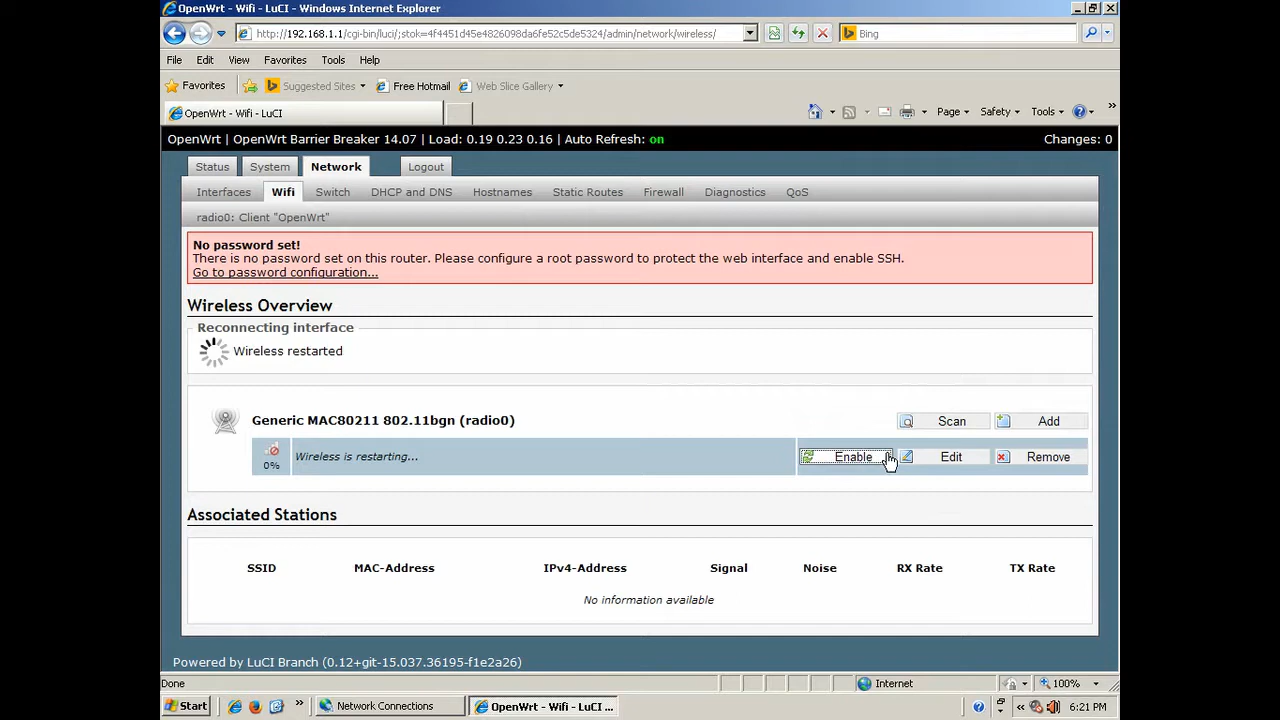 OpenWrt - Wifi - LuCI - Windows Internet Explorer
http://192.168.1.1/cgi-bin/luci/;stok=4f4451d45e4826098da6fe52c5de5324/admin/network/wireless/
Bing
File Edit View Favorites Tools Help
Favorites Suggested Sites Free Hotmail Web Slice Gallery
OpenWrt - Wifi - LuCI Page Safety Tools
OpenWrt | OpenWrt Barrier Breaker 14.07 | Load: 0.19 0.23 0.16 | Auto Refresh: on Changes: 0
Status System Network Logout
Interfaces Wifi Switch DHCP and DNS Hostnames Static Routes Firewall Diagnostics QoS
radio0: Client "OpenWrt"
No password set!
There is no password set on this router. Please configure a root password to protect the web interface and enable SSH.
Go to password configuration...
Wireless Overview
Reconnecting interface
Wireless restarted
Generic MAC80211 802.11bgn (radio0) Scan Add
0% Wireless is restarting... Enable Edit Remove
Associated Stations
SSID MAC-Address IPv4-Address Signal Noise RX Rate TX Rate
No information available
Powered by LuCI Branch (0.12+git-15.037.36195-f1e2a26)
Done Internet 100%
Start Network Connections OpenWrt - Wifi - LuCI ... 6:21 PM